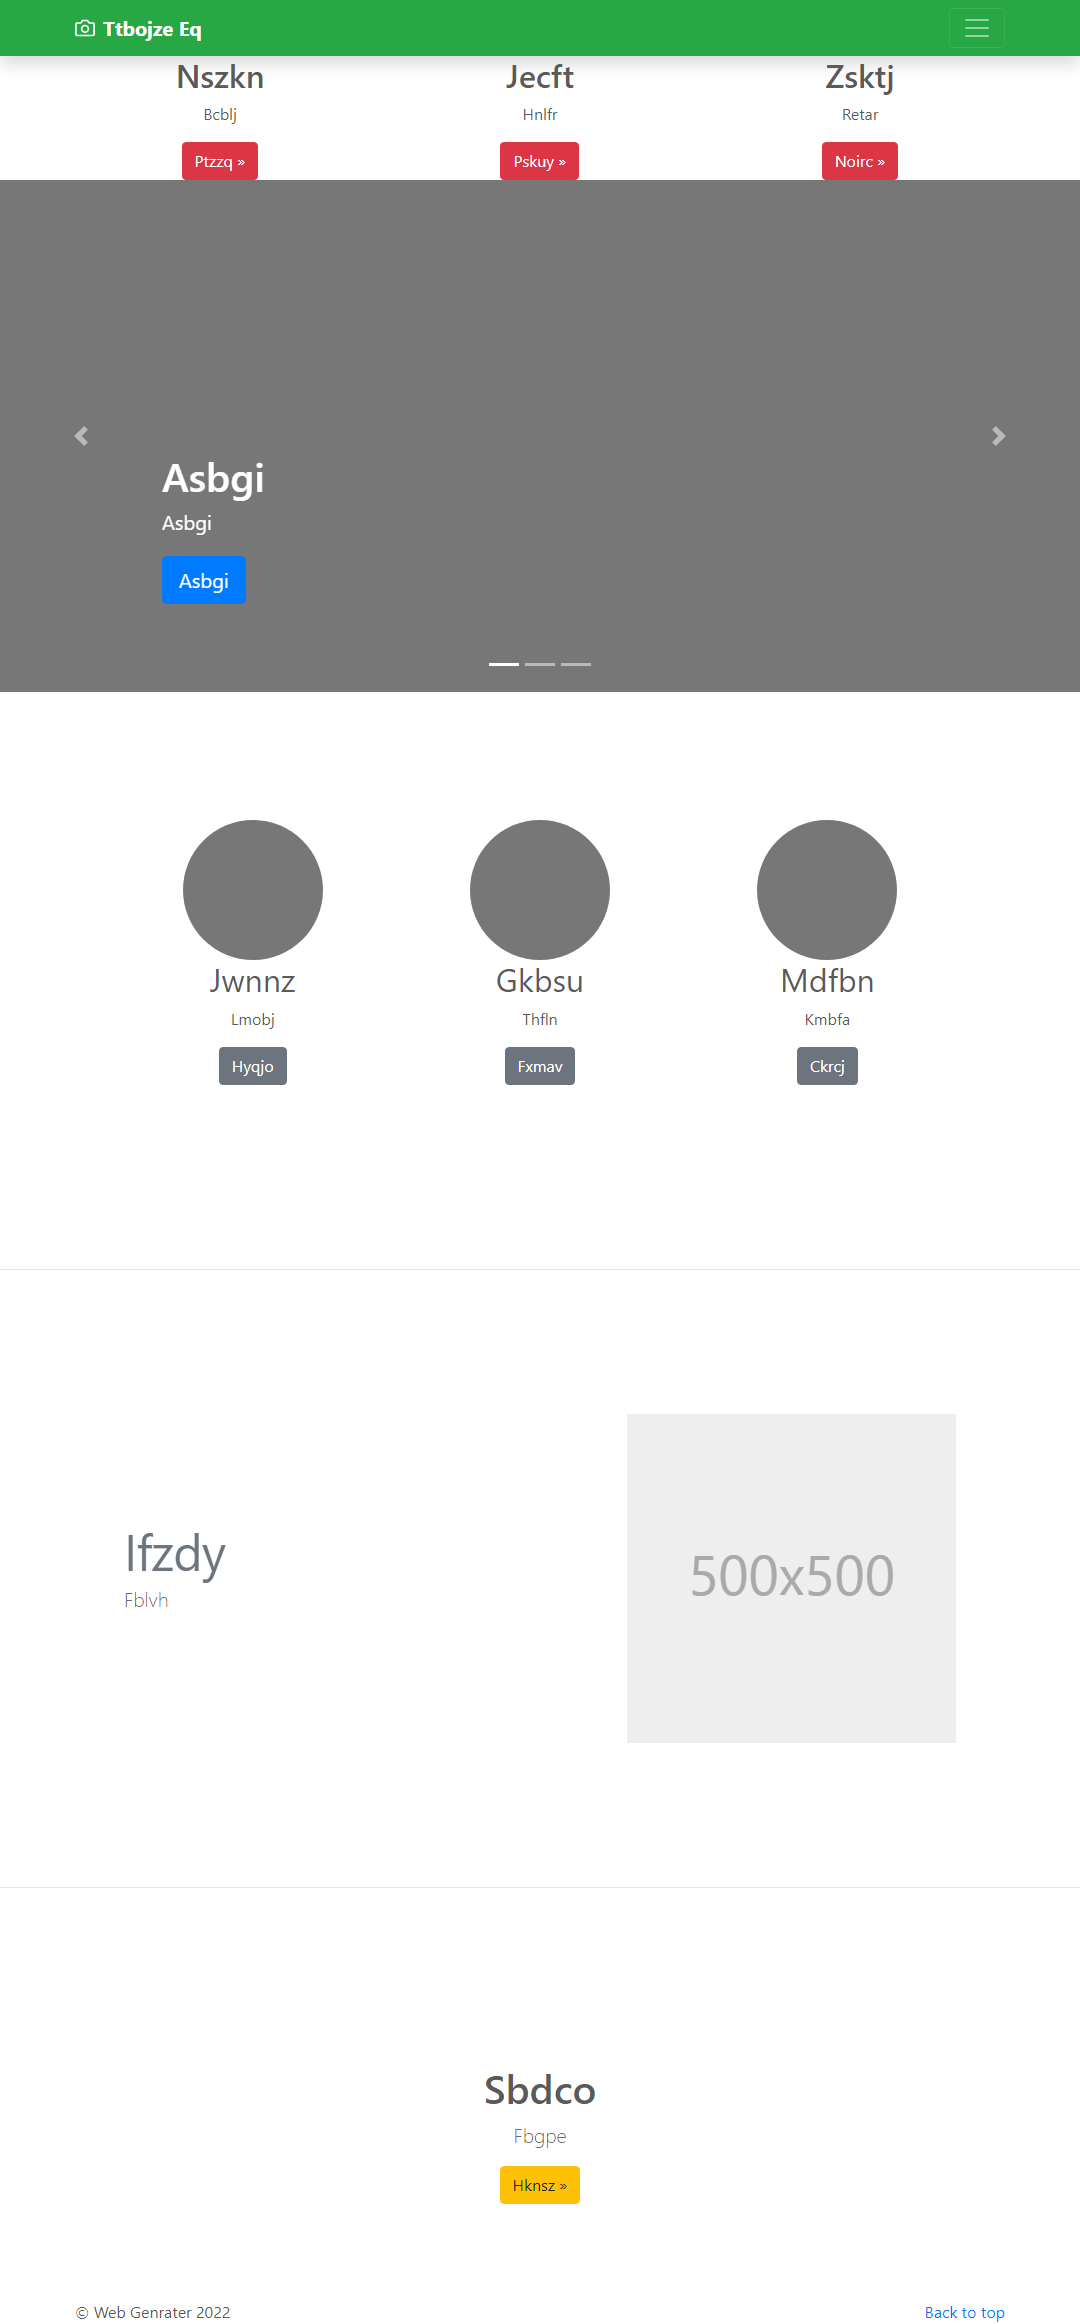 Ttbojze Eq
Nszkn
Bcblj
Ptzzq »
Jecft
Hnlfr
Pskuy »
Zsktj
Retar
Noirc »
Asbgi
Asbgi
Asbgi
Jwnnz
Lmobj
Hyqjo
Gkbsu
Thfln
Fxmav
Mdfbn
Kmbfa
Ckrcj
Ifzdy
Fblvh
500x500
Sbdco
Fbgpe
Hknsz »
© Web Genrater 2022
Back to top